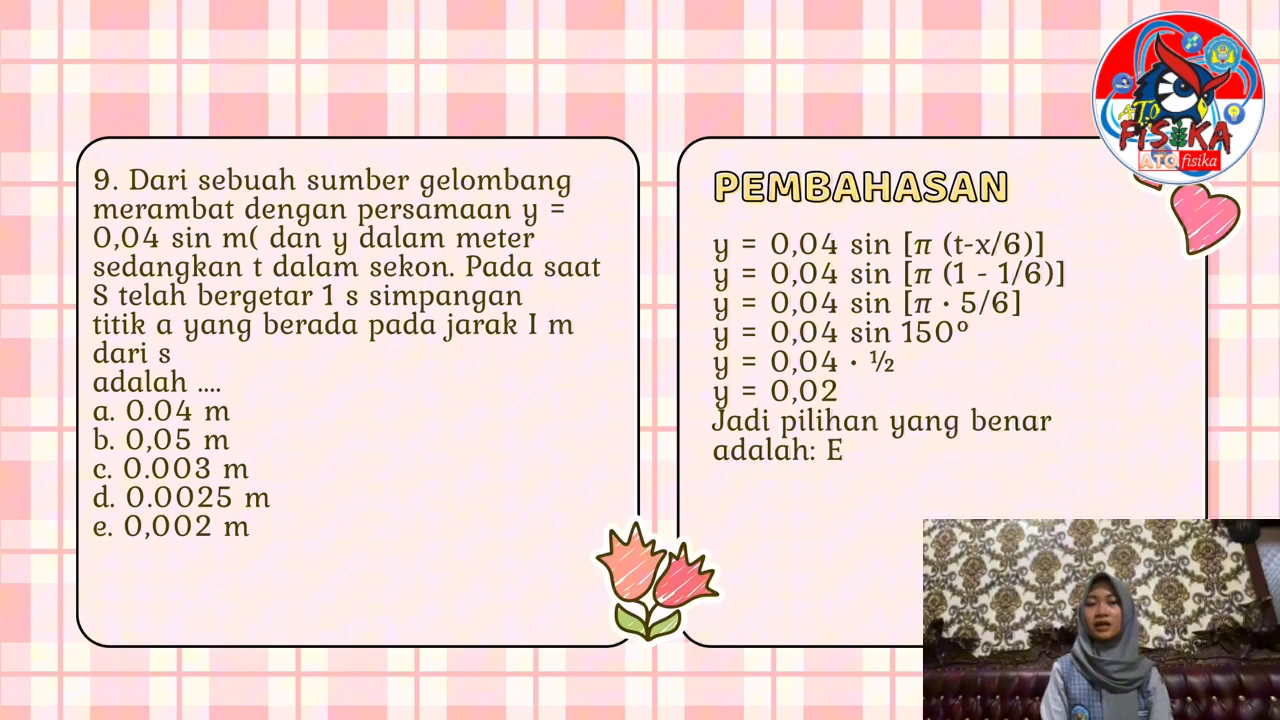 9. Dari sebuah sumber gelombang
merambat dengan persamaan y =
0,04 sin m( dan y dalam meter
sedangkan t dalam sekon. Pada saat
S telah bergetar 1 s simpangan
titik a yang berada pada jarak I m
dari s
adalah ....
a. 0.04 m
b. 0,05 m
c. 0.003 m
d. 0.0025 m
e. 0,002 m
PEMBAHASAN
y = 0,04 sin [π (t-x/6)]
y = 0,04 sin [π (1 - 1/6)]
y = 0,04 sin [π · 5/6]
y = 0,04 sin 150º
y = 0,04 · ½
y = 0,02
Jadi pilihan yang benar
adalah: E
ATO
FISIKA
ATO fisika